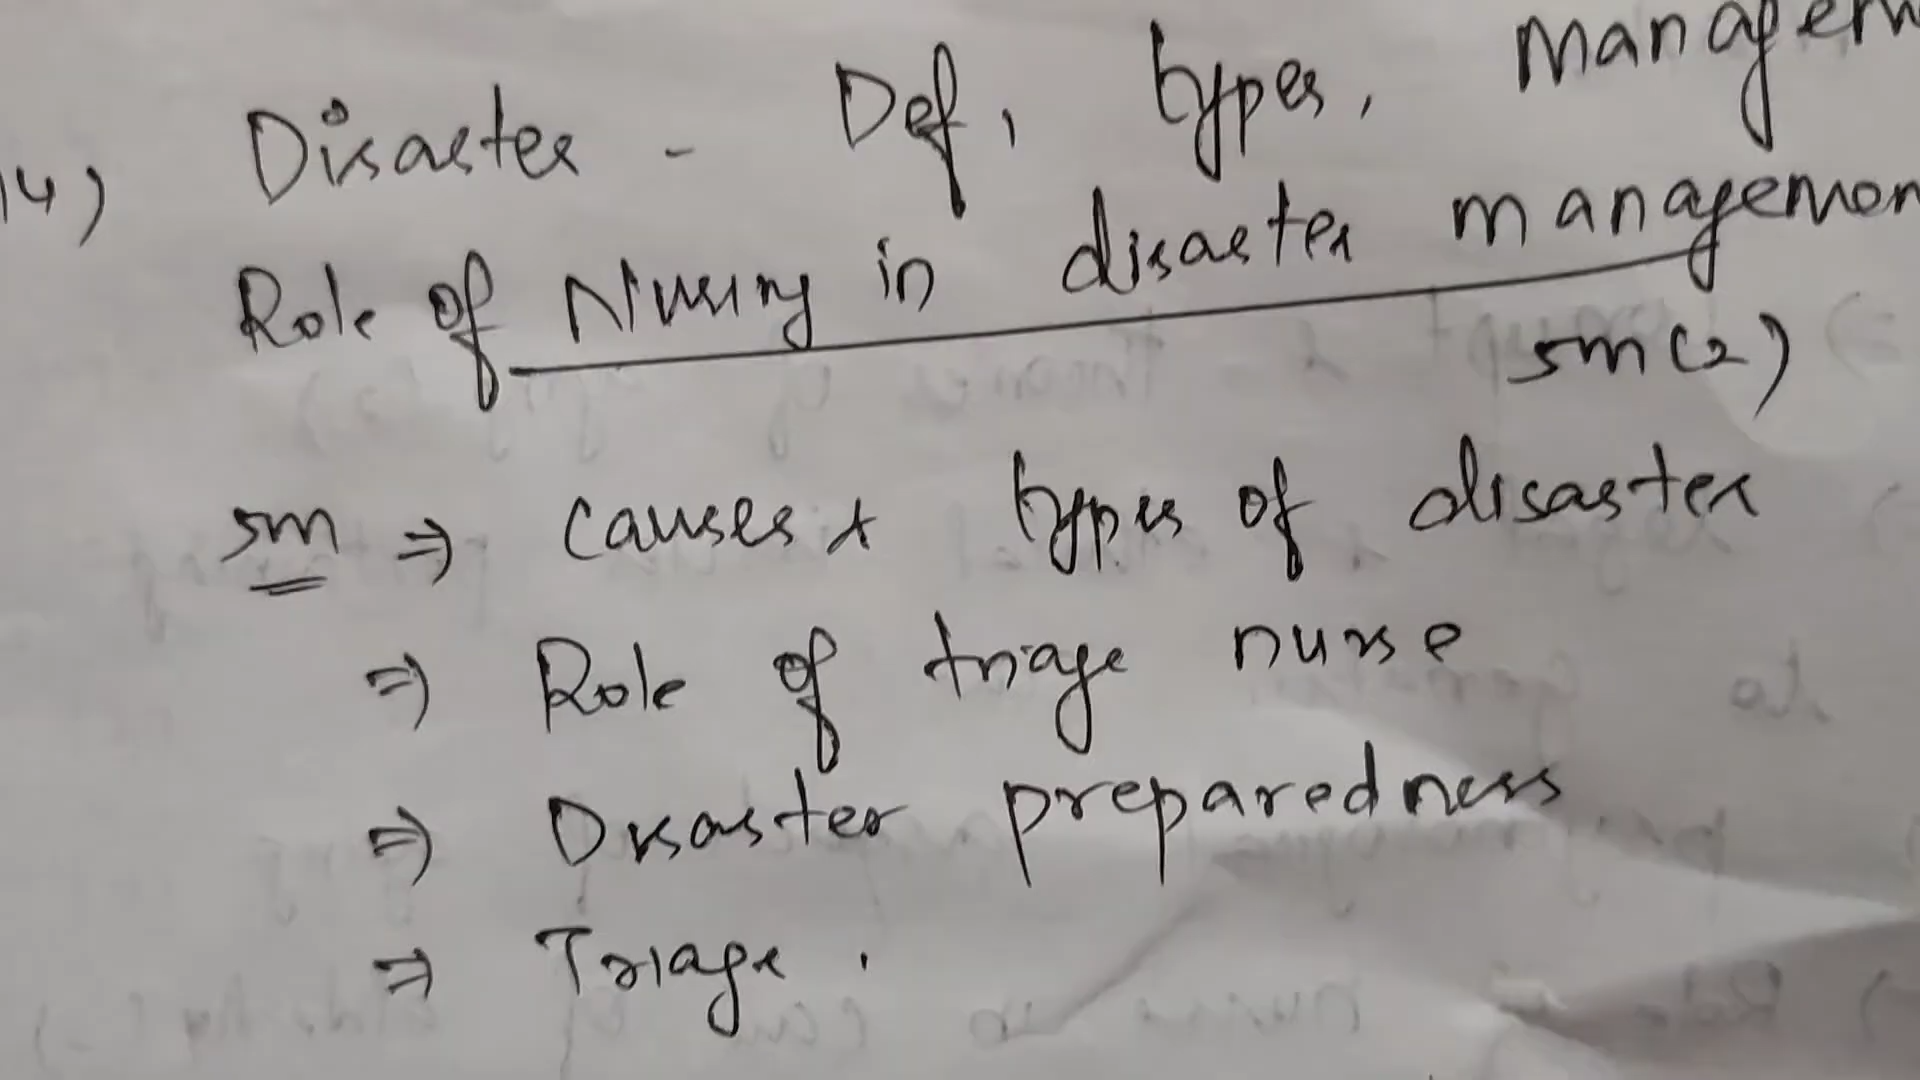 14) Disaster - Def, types, Managem
Role of Nursing in disaster managemen
5m (2)
5m ⇒ causes & types of disaster
⇒ Role of triage nurse
⇒ Disaster preparedness
⇒ Triage.